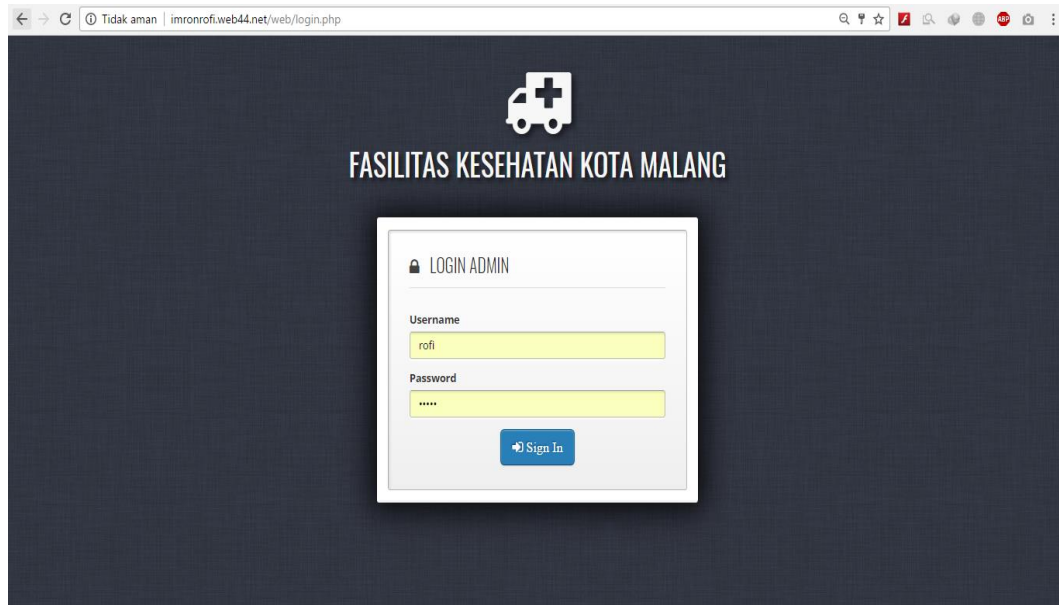 Tidak aman | imronrofi.web44.net/web/login.php
ABP
FASILITAS KESEHATAN KOTA MALANG
LOGIN ADMIN
Username
rofi
Password
•••••
Sign In